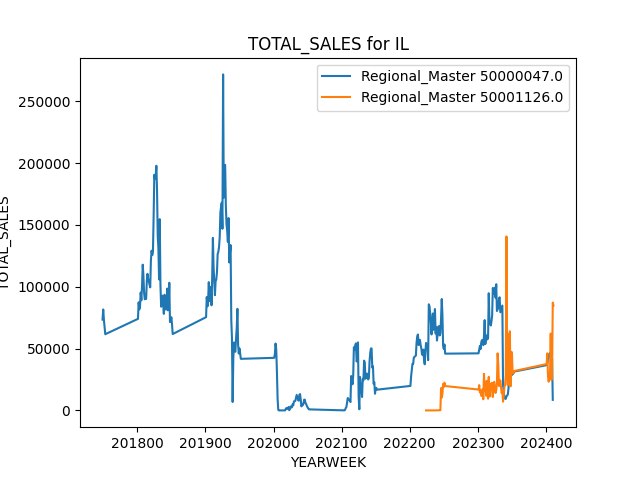 TOTAL_SALES for IL
Regional_Master 50000047.0
Regional_Master 50001126.0
250000
200000
150000
100000
50000
0
TOTAL_SALES
201800 201900 202000 202100 202200 202300 202400
YEARWEEK